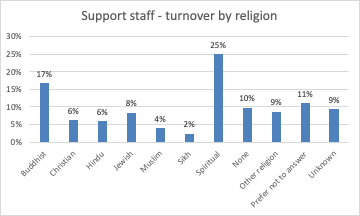 Support staff - turnover by religion
30%
25%
20%
15%
10%
5%
0%
17%
6%
6%
8%
4%
2%
25%
10%
9%
11%
9%
Buddhist
Christian
Hindu
Jewish
Muslim
Sikh
Spiritual
None
Other religion
Prefer not to answer
Unknown